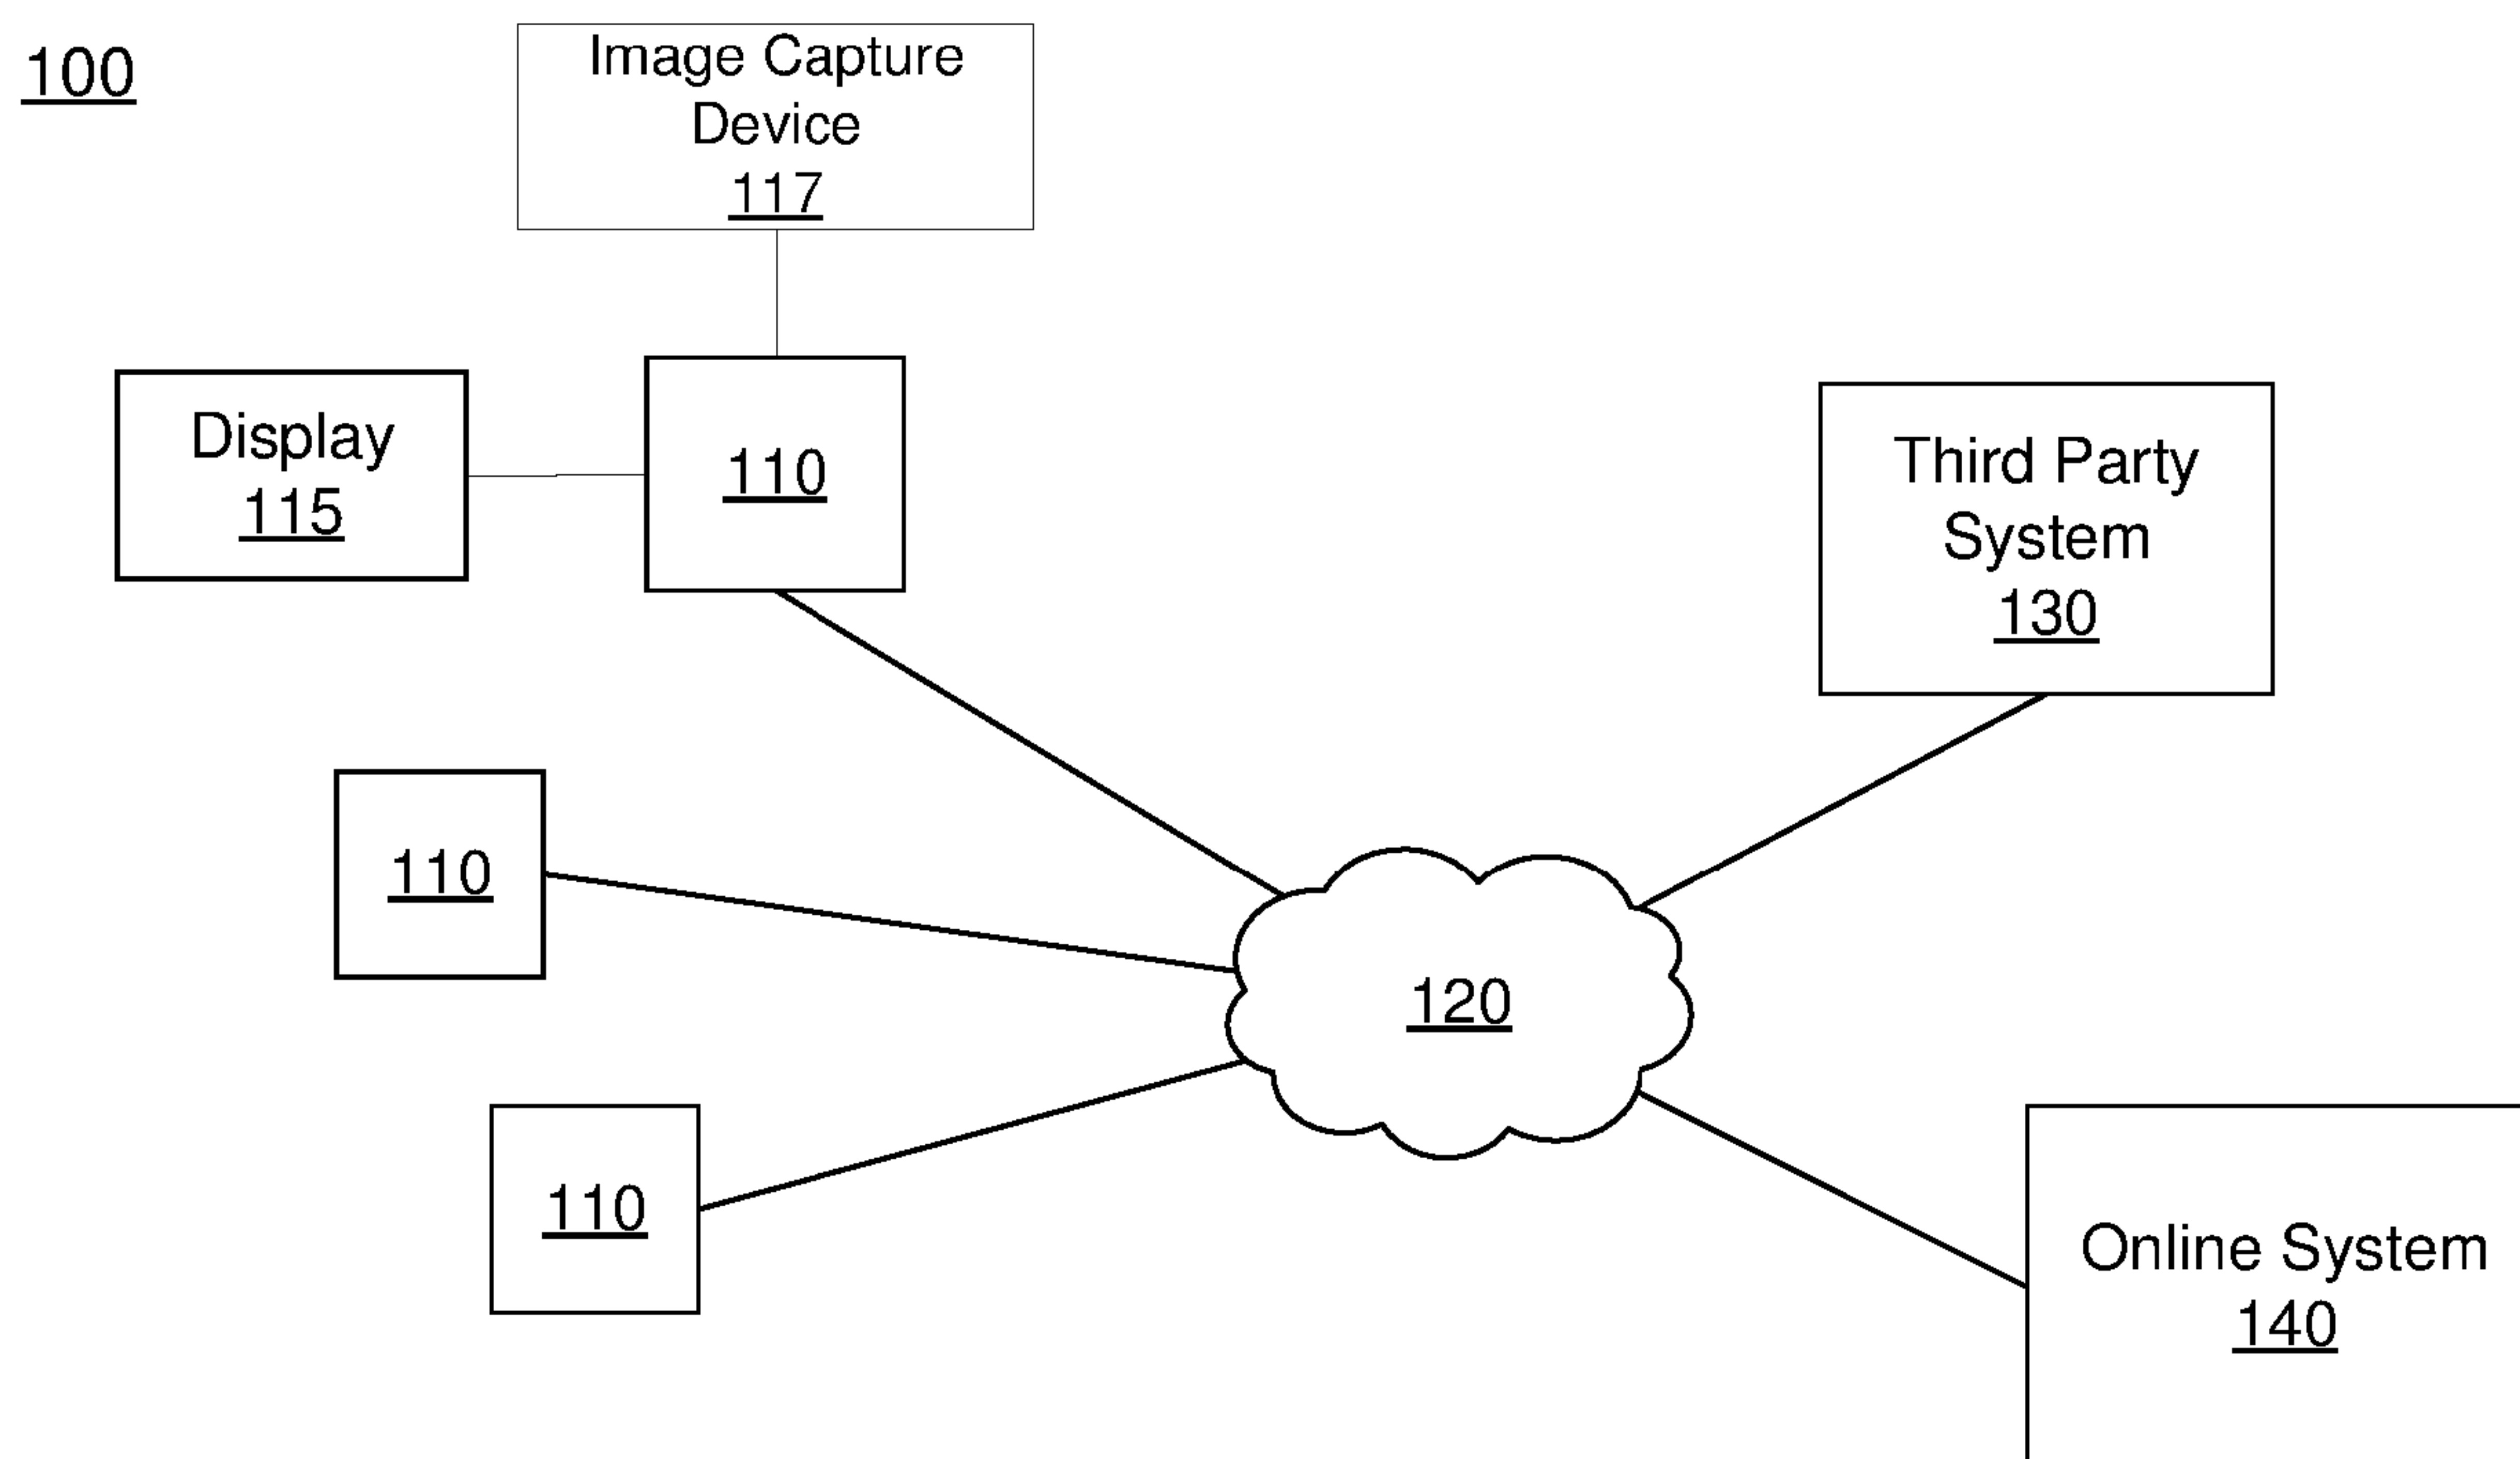 100
Image Capture
Device
117
Display
115
110
Third Party
System
130
110
120
110
Online System
140